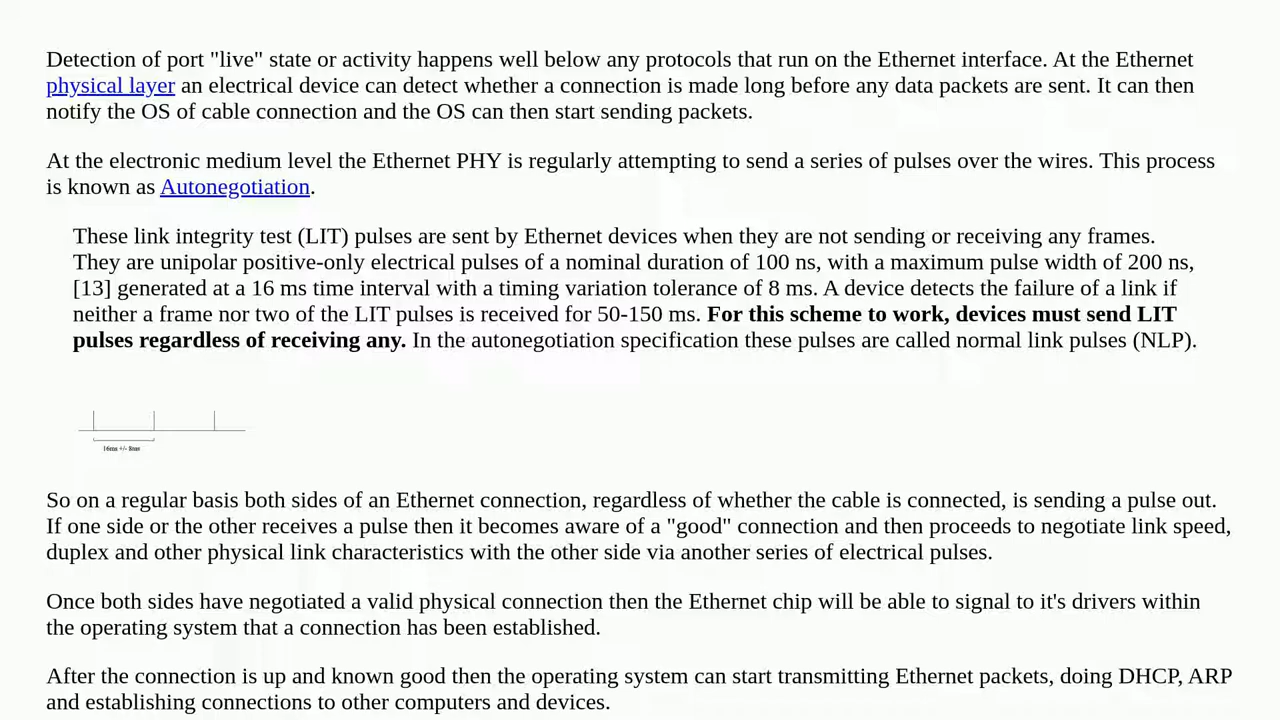 Detection of port "live" state or activity happens well below any protocols that run on the Ethernet interface. At the Ethernet
physical layer an electrical device can detect whether a connection is made long before any data packets are sent. It can then
notify the OS of cable connection and the OS can then start sending packets.
At the electronic medium level the Ethernet PHY is regularly attempting to send a series of pulses over the wires. This process
is known as Autonegotiation.
These link integrity test (LIT) pulses are sent by Ethernet devices when they are not sending or receiving any frames.
They are unipolar positive-only electrical pulses of a nominal duration of 100 ns, with a maximum pulse width of 200 ns,
[13] generated at a 16 ms time interval with a timing variation tolerance of 8 ms. A device detects the failure of a link if
neither a frame nor two of the LIT pulses is received for 50-150 ms. For this scheme to work, devices must send LIT
pulses regardless of receiving any. In the autonegotiation specification these pulses are called normal link pulses (NLP).
16ms +/- 8ms
So on a regular basis both sides of an Ethernet connection, regardless of whether the cable is connected, is sending a pulse out.
If one side or the other receives a pulse then it becomes aware of a "good" connection and then proceeds to negotiate link speed,
duplex and other physical link characteristics with the other side via another series of electrical pulses.
Once both sides have negotiated a valid physical connection then the Ethernet chip will be able to signal to it's drivers within
the operating system that a connection has been established.
After the connection is up and known good then the operating system can start transmitting Ethernet packets, doing DHCP, ARP
and establishing connections to other computers and devices.